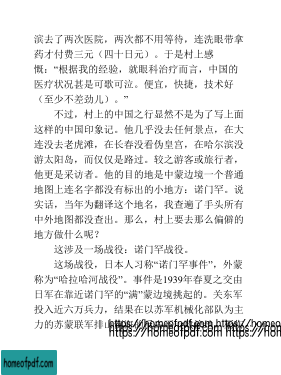 滨去了两次医院，两次都不用等待，连洗眼带拿
药才付费三元（四十日元）。于是村上感
慨：“根据我的经验，就眼科治疗而言，中国的
医疗状况甚是可歌可泣。便宜，快捷，技术好
（至少不差劲儿）。”
不过，村上的中国之行显然不是为了写上面
这样的中国印象记。他几乎没去任何景点，在大
连没去老虎滩，在长春没看伪皇宫，在哈尔滨没
游太阳岛，而仅仅是路过。较之游客或旅行者，
他更是采访者。他的目的地是中蒙边境一个普通
地图上连名字都没有标出的小地方：诺门罕。说
实话，当年为翻译这个地名，我查遍了手头所有
中外地图都没查出。那么，村上要去那么偏僻的
地方做什么呢？
这涉及一场战役：诺门罕战役。
这场战役，日本人习称“诺门罕事件”，外蒙
称为“哈拉哈河战役”。事件是1939年春夏之交由
日军在靠近诺门罕的“满”蒙边境挑起的。关东军
投入近六万兵力，结果在以苏军机械化部队为主
力的苏蒙联军排
https://homeofpdf.com https://homeo
https://homeofpdf.com https://
homeofpdf.com